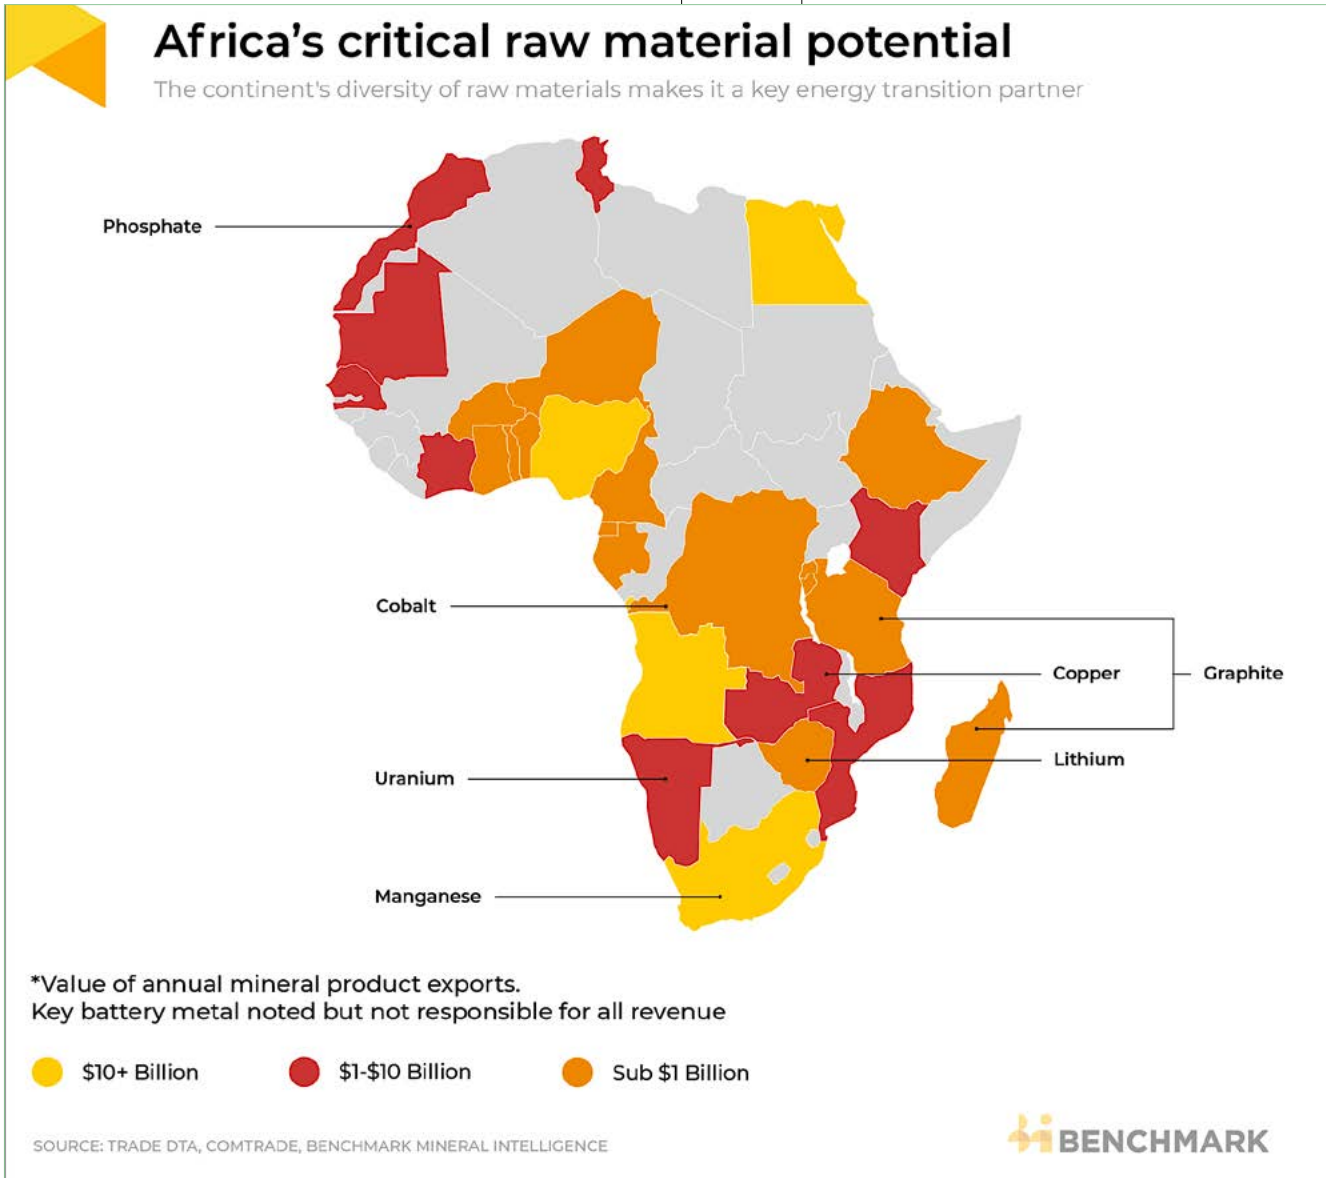 Africa's critical raw material potential
The continent's diversity of raw materials makes it a key energy transition partner
Phosphate
Cobalt
Copper
Graphite
Lithium
Uranium
Manganese
*Value of annual mineral product exports.
Key battery metal noted but not responsible for all revenue
$10+ Billion
$1-$10 Billion
Sub $1 Billion
SOURCE: TRADE DTA, COMTRADE, BENCHMARK MINERAL INTELLIGENCE
BENCHMARK